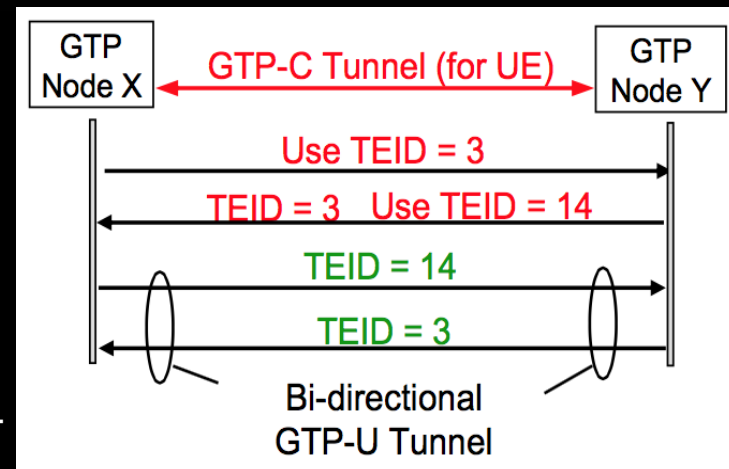 GTP
Node X
GTP-C Tunnel (for UE)
GTP
Node Y
Use TEID = 3
TEID = 3 Use TEID = 14
TEID = 14
TEID = 3
Bi-directional
GTP-U Tunnel